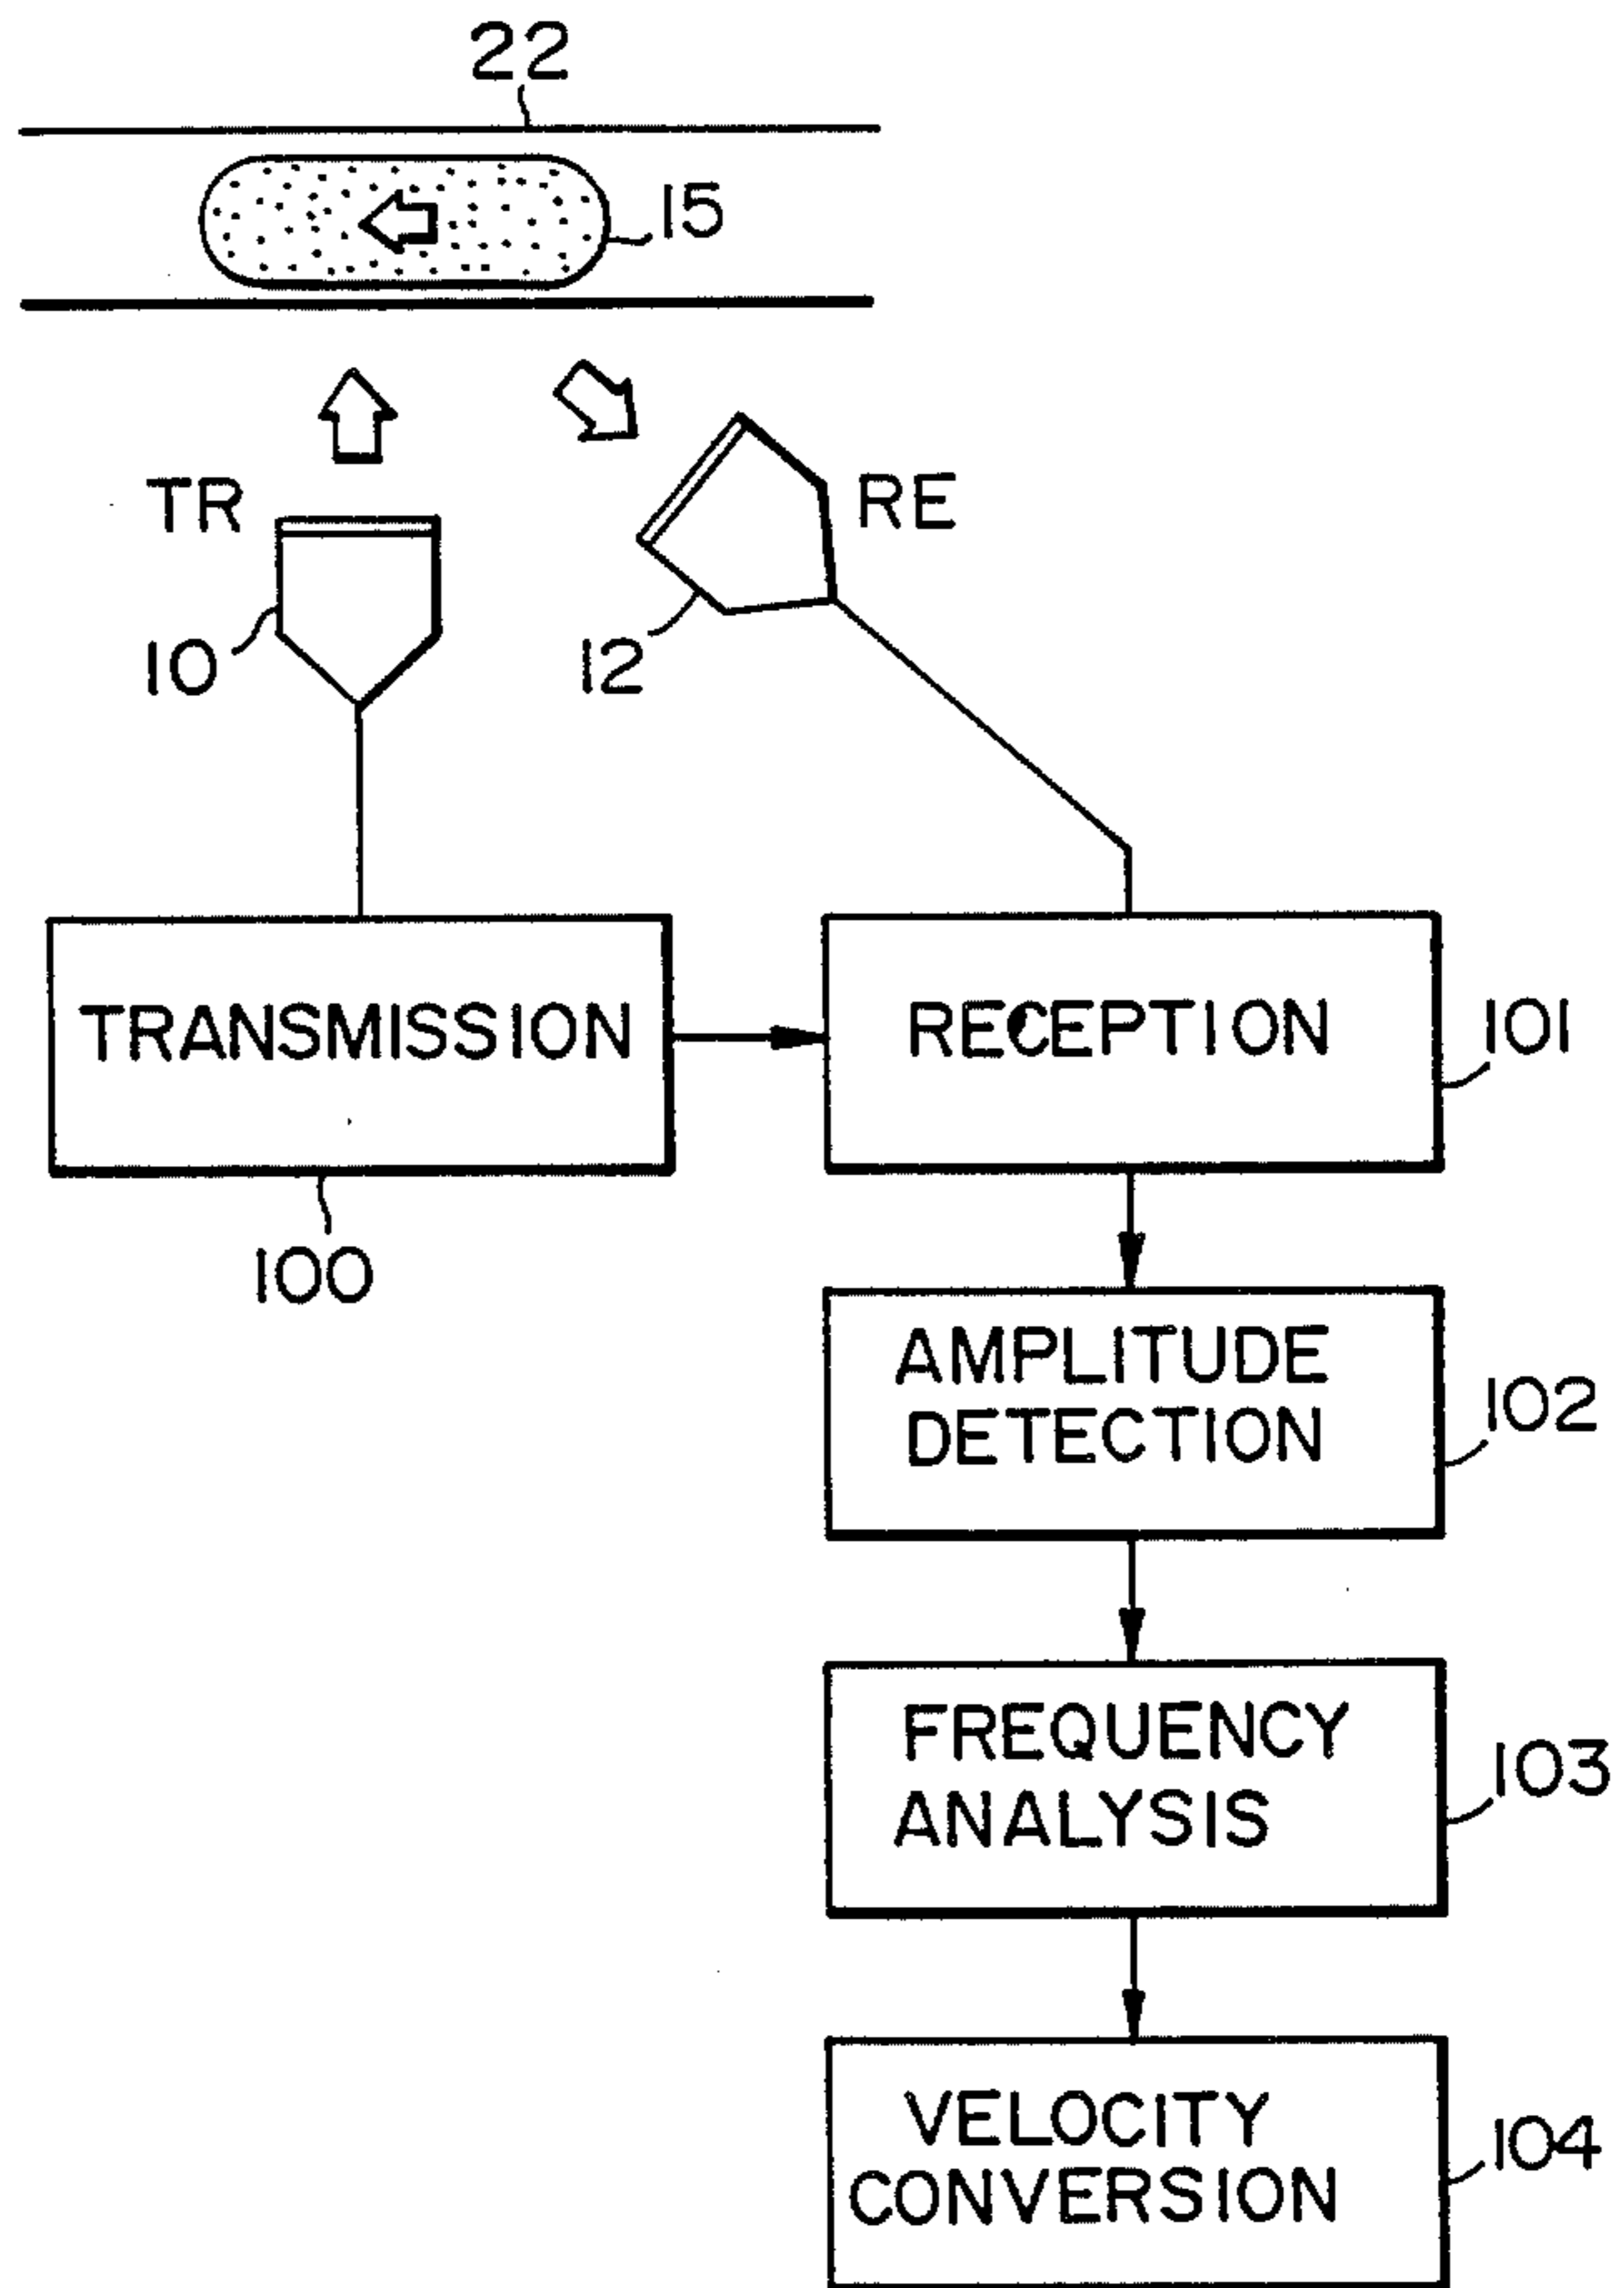 22
15
TR
RE
10
12
TRANSMISSION
RECEPTION
101
100
AMPLITUDE
DETECTION
102
FREQUENCY
ANALYSIS
103
VELOCITY
CONVERSION
104